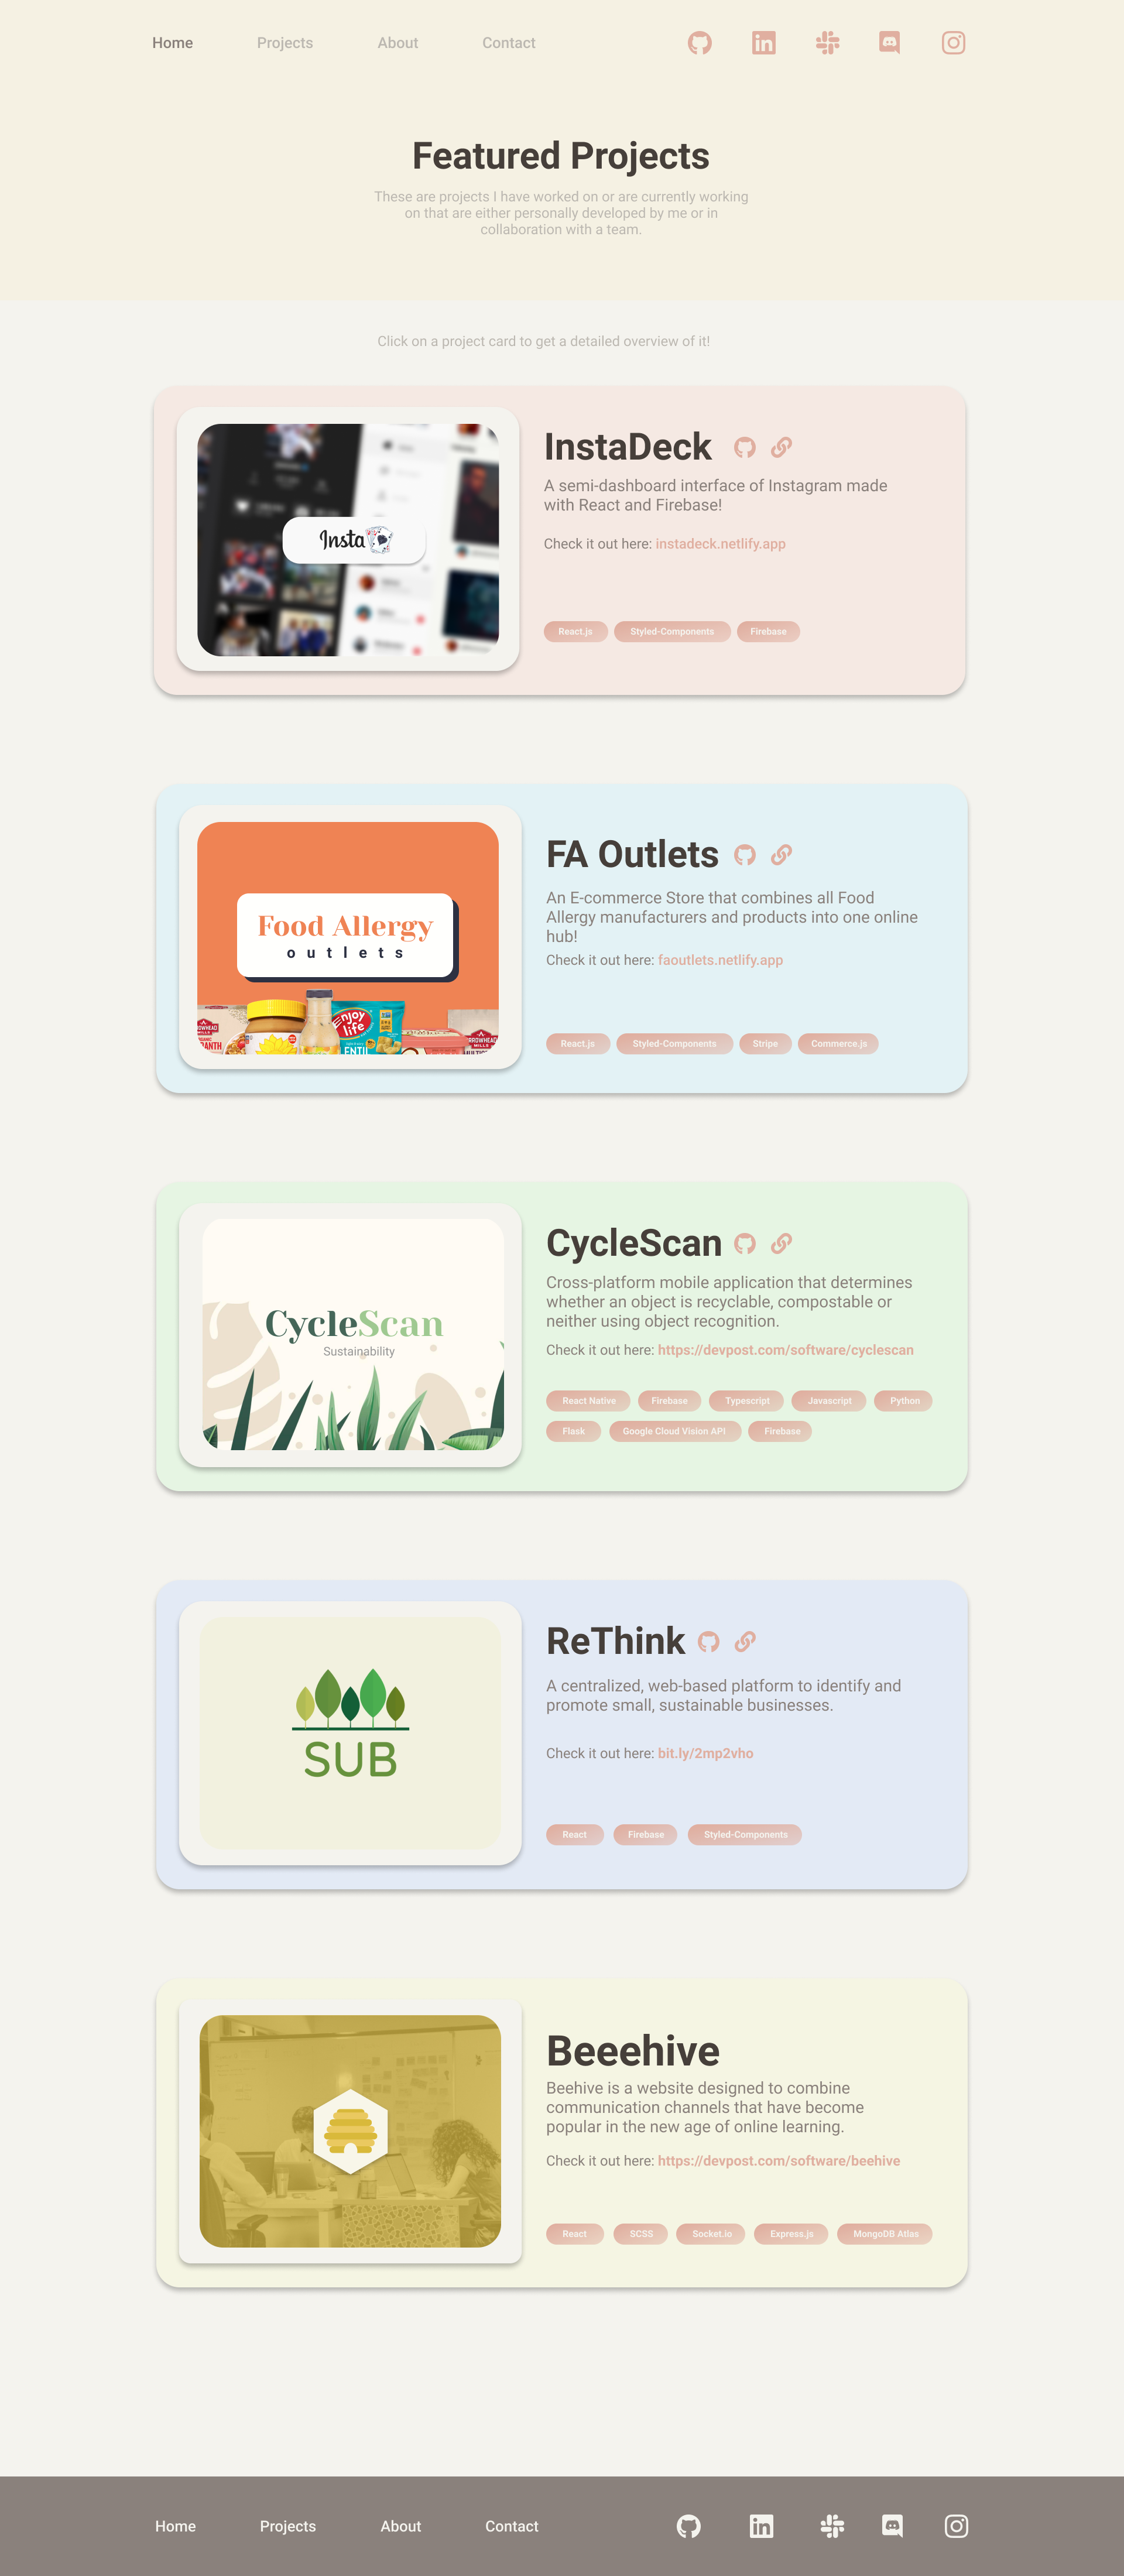 Home Projects About Contact
Featured Projects
These are projects I have worked on or are currently working
on that are either personally developed by me or in
collaboration with a team.
Click on a project card to get a detailed overview of it!
Insta
InstaDeck
A semi-dashboard interface of Instagram made
with React and Firebase!
Check it out here: instadeck.netlify.app
React.js Styled-Components Firebase
Food Allergy
outlets
enjoy
life
FA Outlets
An E-commerce Store that combines all Food
Allergy manufacturers and products into one online
hub!
Check it out here: faoutlets.netlify.app
React.js Styled-Components Stripe Commerce.js
CycleScan
Sustainability
CycleScan
Cross-platform mobile application that determines
whether an object is recyclable, compostable or
neither using object recognition.
Check it out here: https://devpost.com/software/cyclescan
React Native Firebase Typescript Javascript Python
Flask Google Cloud Vision API Firebase
SUB
ReThink
A centralized, web-based platform to identify and
promote small, sustainable businesses.
Check it out here: bit.ly/2mp2vho
React Firebase Styled-Components
Beeehive
Beehive is a website designed to combine
communication channels that have become
popular in the new age of online learning.
Check it out here: https://devpost.com/software/beehive
React SCSS Socket.io Express.js MongoDB Atlas
Home Projects About Contact